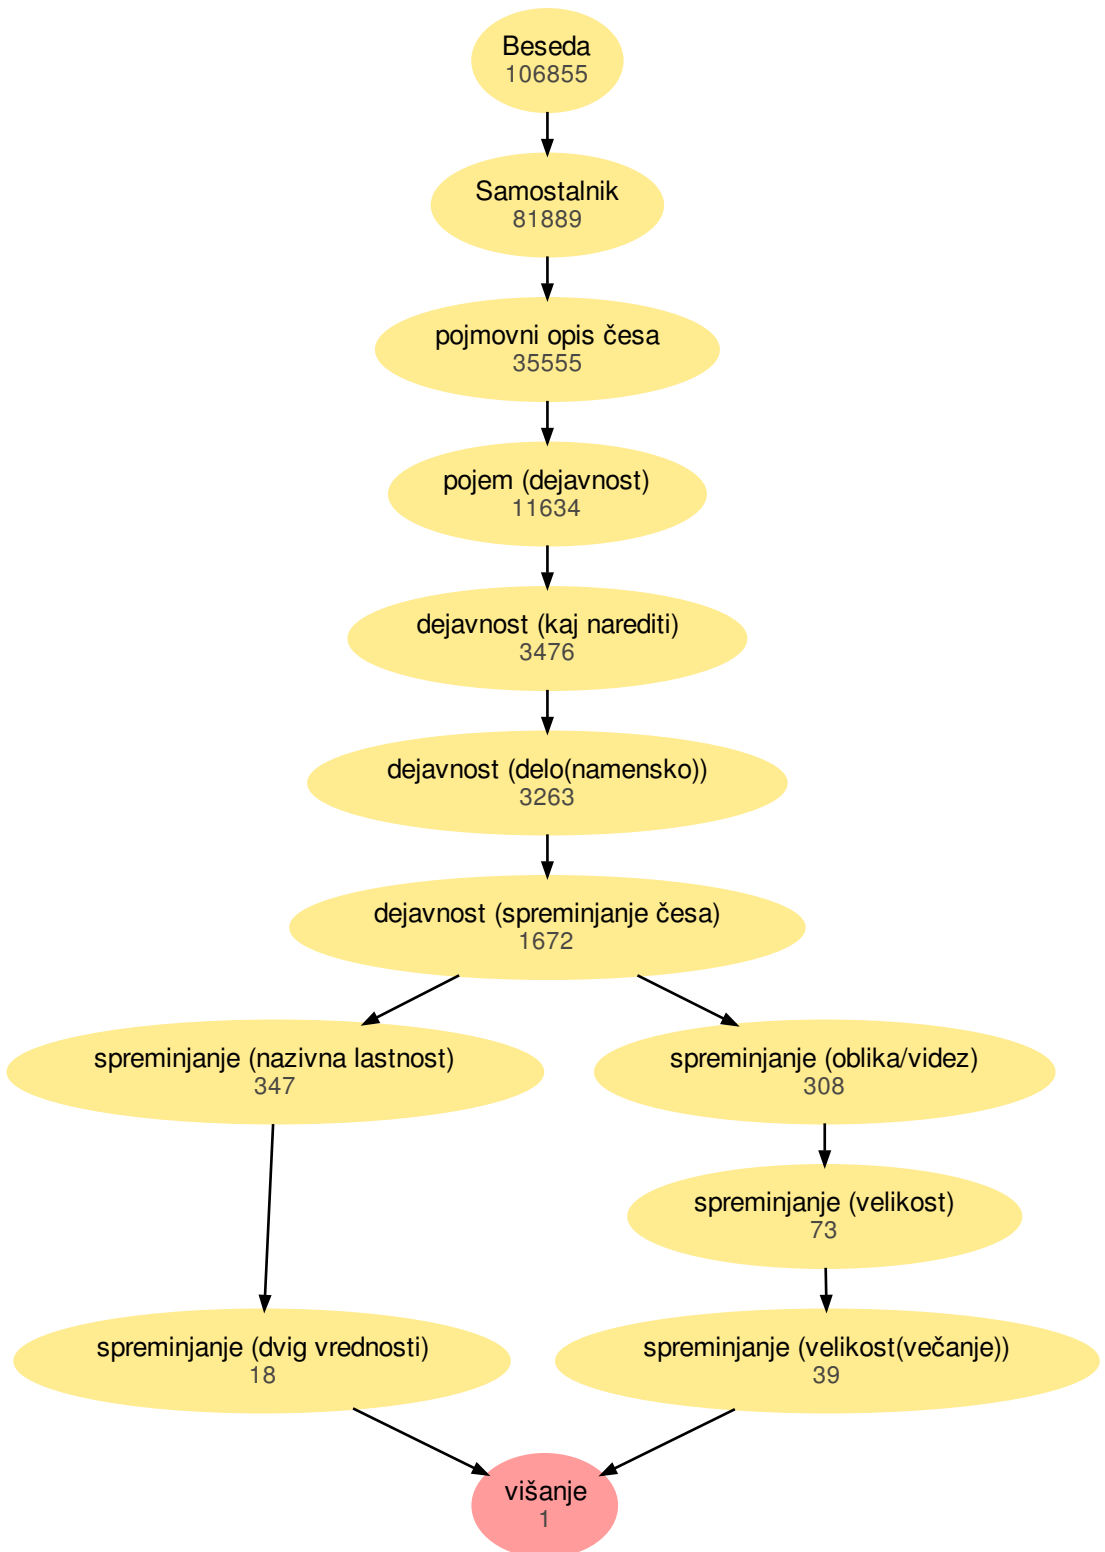 Beseda
106855
Samostalnik
81889
pojmovni opis česa
35555
pojem (dejavnost)
11634
dejavnost (kaj narediti)
3476
dejavnost (delo(namensko))
3263
dejavnost (spreminjanje česa)
1672
spreminjanje (nazivna lastnost)
347
spreminjanje (oblika/videz)
308
spreminjanje (velikost)
73
spreminjanje (dvig vrednosti)
18
spreminjanje (velikost(večanje))
39
višanje
1